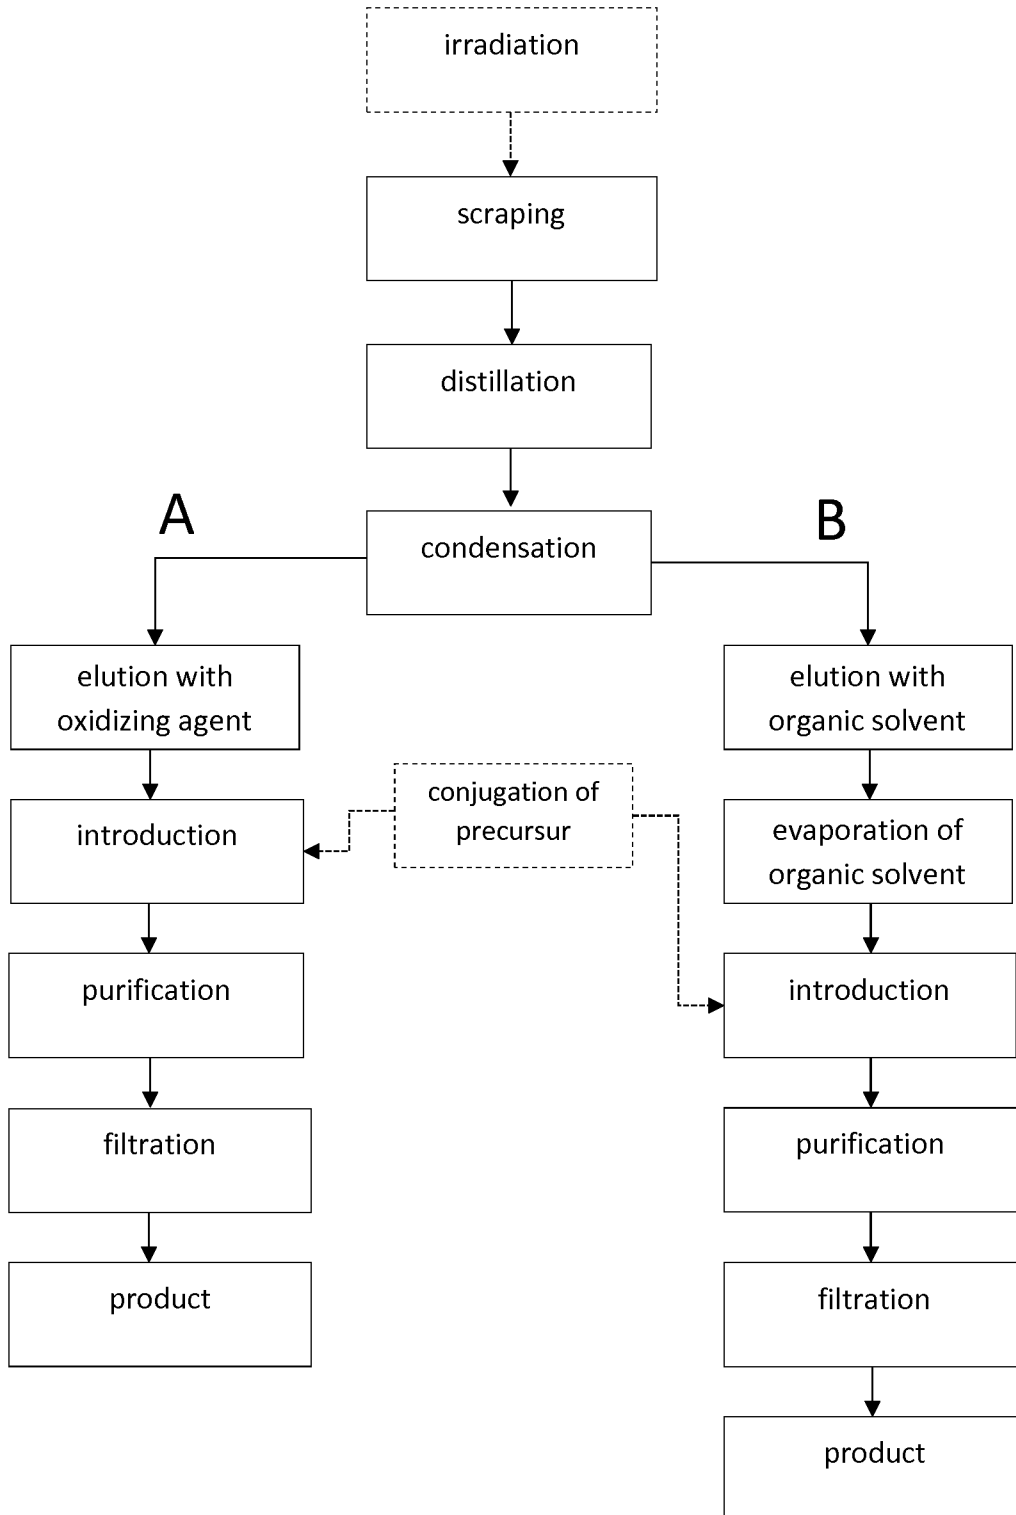 irradiation
scraping
distillation
A
B
condensation
elution with
oxidizing agent
elution with
organic solvent
introduction
conjugation of
precursur
evaporation of
organic solvent
purification
introduction
filtration
purification
product
filtration
product